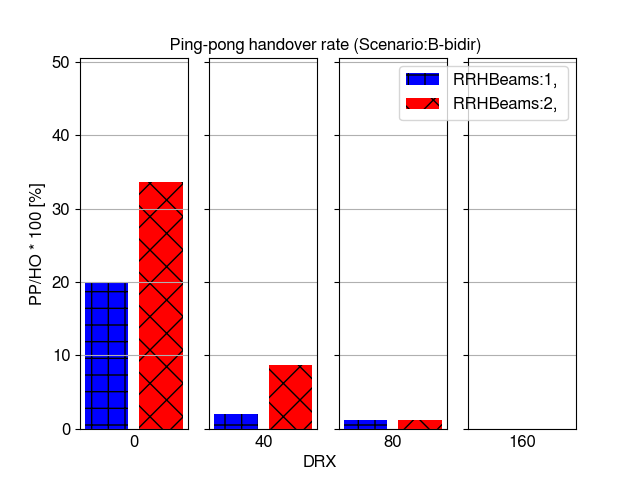 Ping-pong handover rate (Scenario:B-bidir)
RRHBeams:1,
RRHBeams:2,
PP/HO * 100 [%]
50
40
30
20
10
0
0
40
80
160
DRX